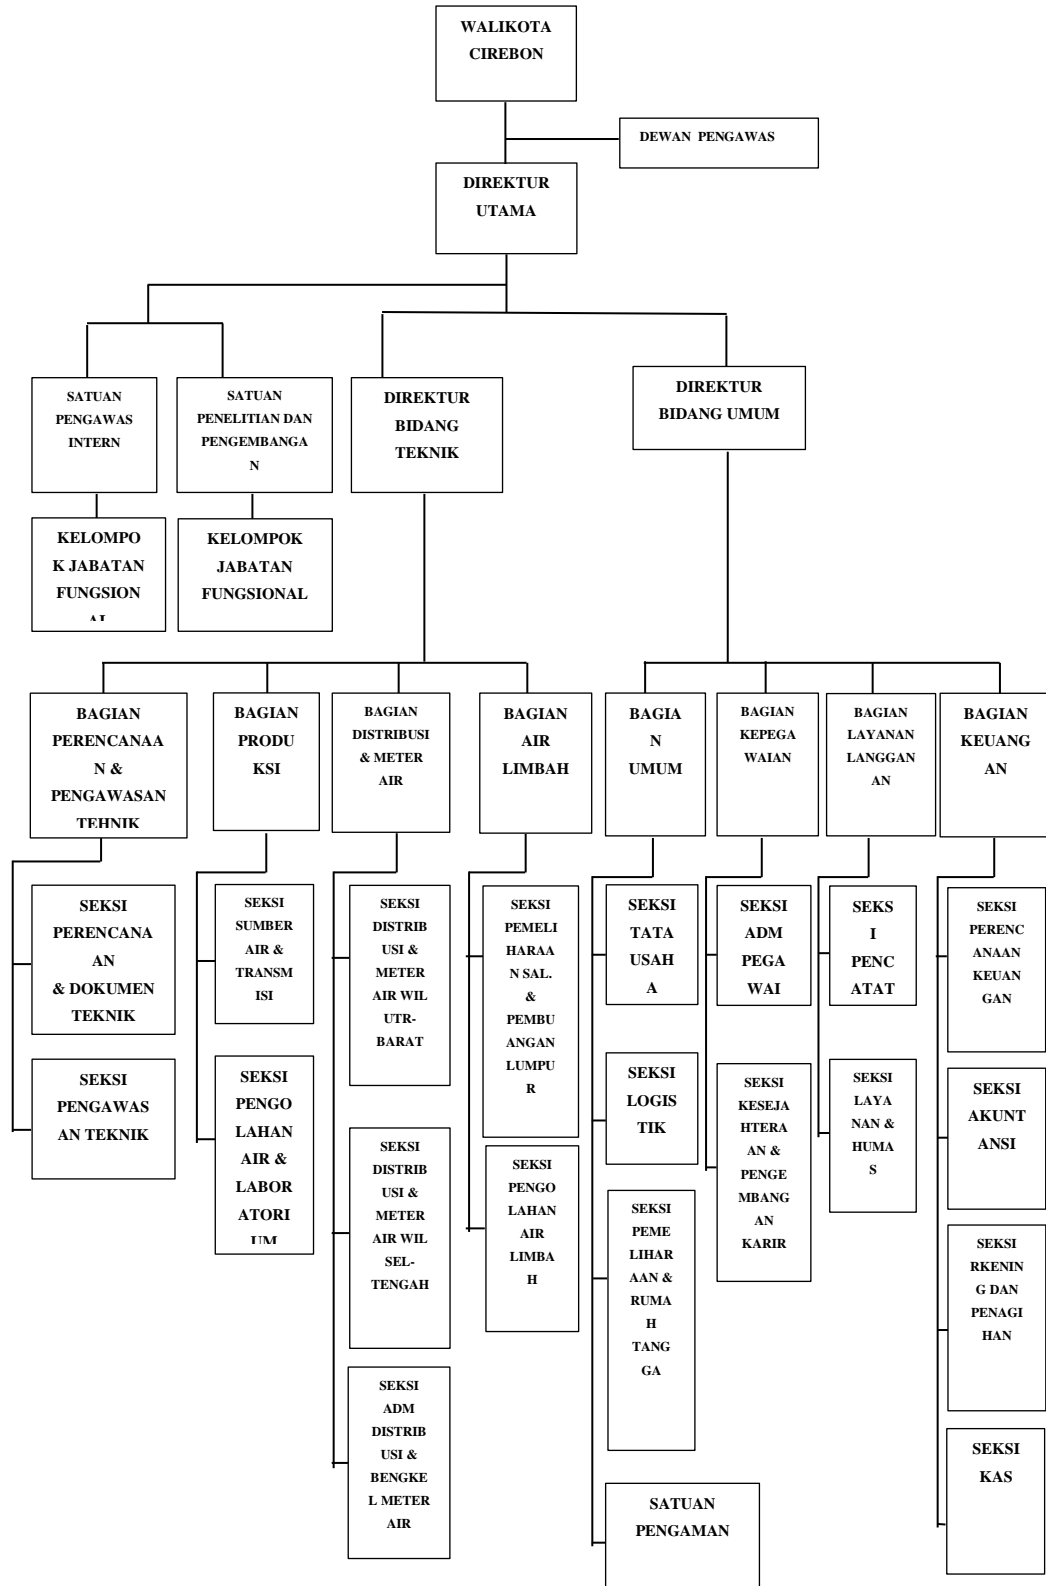 WALIKOTA
CIREBON
DEWAN PENGAWAS
DIREKTUR
UTAMA
SATUAN
PENGAWAS
INTERN
SATUAN
PENELITIAN DAN
PENGEMBANGA
N
DIREKTUR
BIDANG
TEKNIK
DIREKTUR
BIDANG UMUM
KELOMPO
K JABATAN
FUNGSION
AL
KELOMPOK
JABATAN
FUNGSIONAL
BAGIAN
PERENCANAA
N &
PENGAWASAN
TEHNIK
BAGIAN
PRODU
KSI
BAGIAN
DISTRIBUSI
& METER
AIR
BAGIAN
AIR
LIMBAH
BAGIA
N
UMUM
BAGIAN
KEPEGA
WAIAN
BAGIAN
LAYANAN
LANGGAN
AN
BAGIAN
KEUANG
AN
SEKSI
PERENCANA
AN
& DOKUMEN
TEKNIK
SEKSI
PENGAWAS
AN TEKNIK
SEKSI
SUMBER
AIR &
TRANSM
ISI
SEKSI
PENGO
LAHAN
AIR &
LABOR
ATORI
UM
SEKSI
DISTRIB
USI &
METER
AIR WIL
UTR-
BARAT
SEKSI
DISTRIB
USI &
METER
AIR WIL
SEL-
TENGAH
SEKSI
ADM
DISTRIB
USI &
BENGKE
L METER
AIR
SEKSI
PEMELI
HARAA
N SAL.
&
PEMBU
ANGAN
LUMPU
R
SEKSI
PENGO
LAHAN
AIR
LIMBA
H
SEKSI
TATA
USAH
A
SEKSI
LOGIS
TIK
SEKSI
PEME
LIHAR
AAN &
RUMA
H
TANG
GA
SATUAN
PENGAMAN
SEKSI
ADM
PEGA
WAI
SEKSI
KESEJA
HTERA
AN &
PENGE
MBANG
AN
KARIR
SEKS
I
PENC
ATAT
SEKSI
LAYA
NAN &
HUMA
S
SEKSI
PERENC
ANAAN
KEUAN
GAN
SEKSI
AKUNT
ANSI
SEKSI
RKENIN
G DAN
PENAGI
HAN
SEKSI
KAS